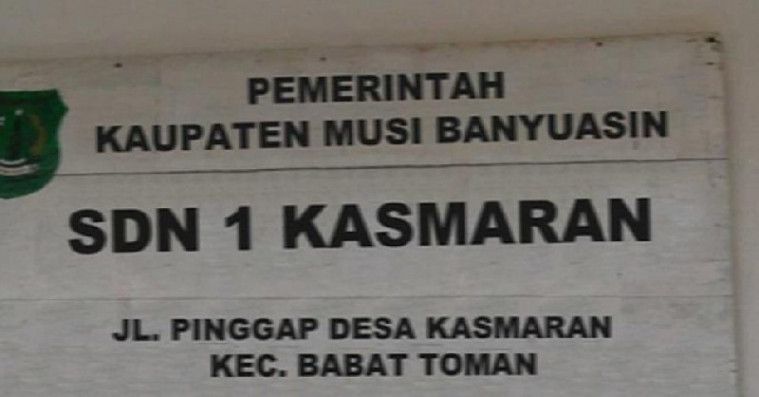 PEMERINTAH
KAUPATEN MUSI BANYUASIN
SDN 1 KASMARAN
JL. PINGGAP DESA KASMARAN
KEC. BABAT TOMAN